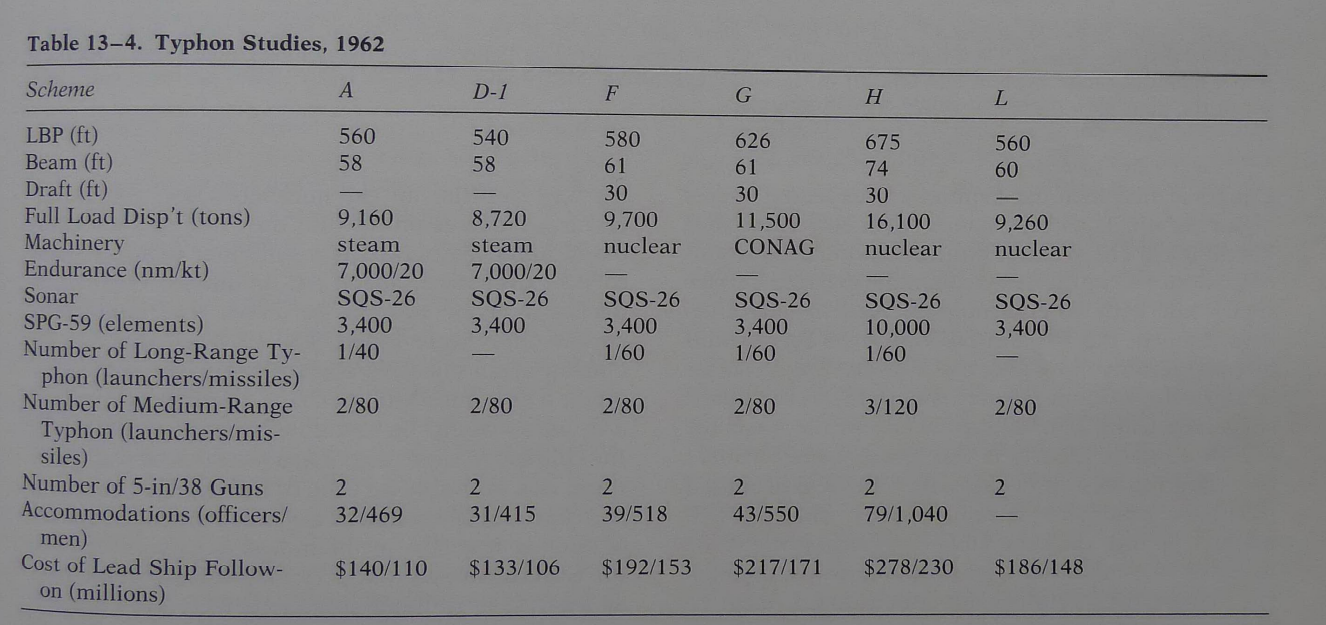 Table 13–4. Typhon Studies, 1962
Scheme A D-1 F G H L
LBP (ft) 560 540 580 626 675 560
Beam (ft) 58 58 61 61 74 60
Draft (ft) — — 30 30 30 —
Full Load Disp't (tons) 9,160 8,720 9,700 11,500 16,100 9,260
Machinery steam steam nuclear CONAG nuclear nuclear
Endurance (nm/kt) 7,000/20 7,000/20 — — — —
Sonar SQS-26 SQS-26 SQS-26 SQS-26 SQS-26 SQS-26
SPG-59 (elements) 3,400 3,400 3,400 3,400 10,000 3,400
Number of Long-Range Ty- 1/40 — 1/60 1/60 1/60 —
phon (launchers/missiles)
Number of Medium-Range 2/80 2/80 2/80 2/80 3/120 2/80
Typhon (launchers/mis-
siles)
Number of 5-in/38 Guns 2 2 2 2 2 2
Accommodations (officers/ 32/469 31/415 39/518 43/550 79/1,040 —
men)
Cost of Lead Ship Follow- $140/110 $133/106 $192/153 $217/171 $278/230 $186/148
on (millions)